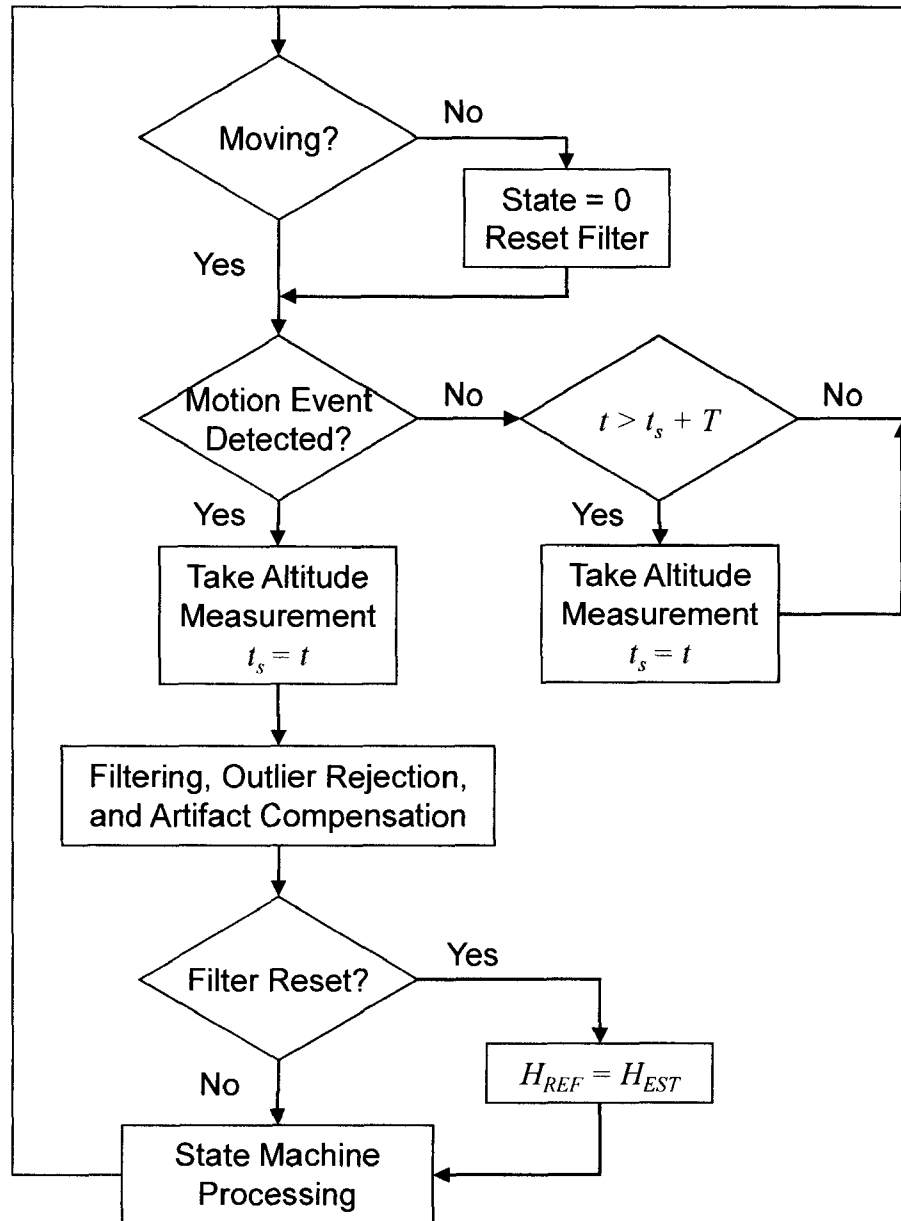 Moving?
No
State = 0
Reset Filter
Yes
Motion Event
Detected?
No
t > t_s + T
No
Yes
Take Altitude
Measurement
t_s = t
Yes
Take Altitude
Measurement
t_s = t
Filtering, Outlier Rejection,
and Artifact Compensation
Filter Reset?
Yes
H_REF = H_EST
No
State Machine
Processing